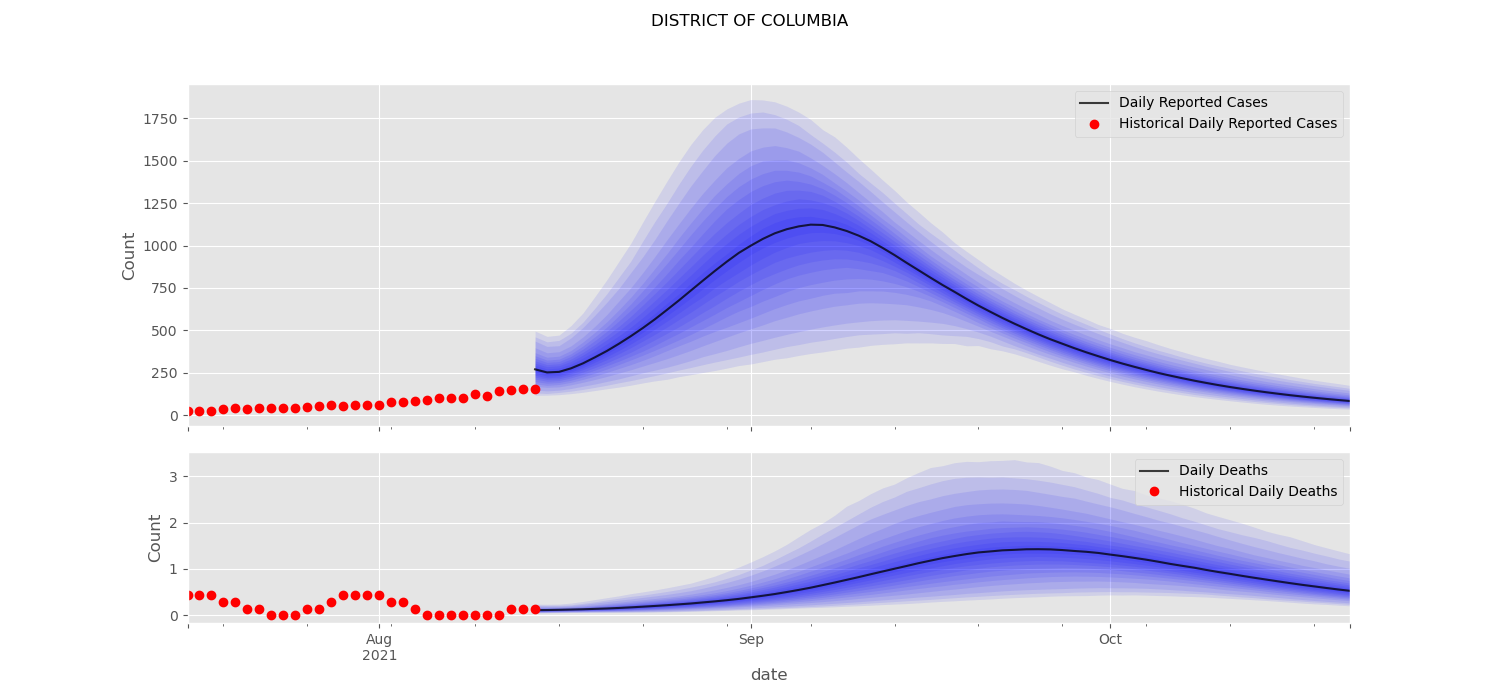 DISTRICT OF COLUMBIA
1750
1500
1250
1000
750
500
250
0
Count
Daily Reported Cases
Historical Daily Reported Cases
3
2
1
0
Count
Daily Deaths
Historical Daily Deaths
Aug
2021
Sep
Oct
date